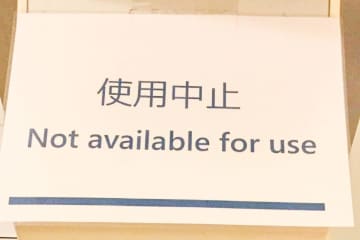 使用中止
Not available for use